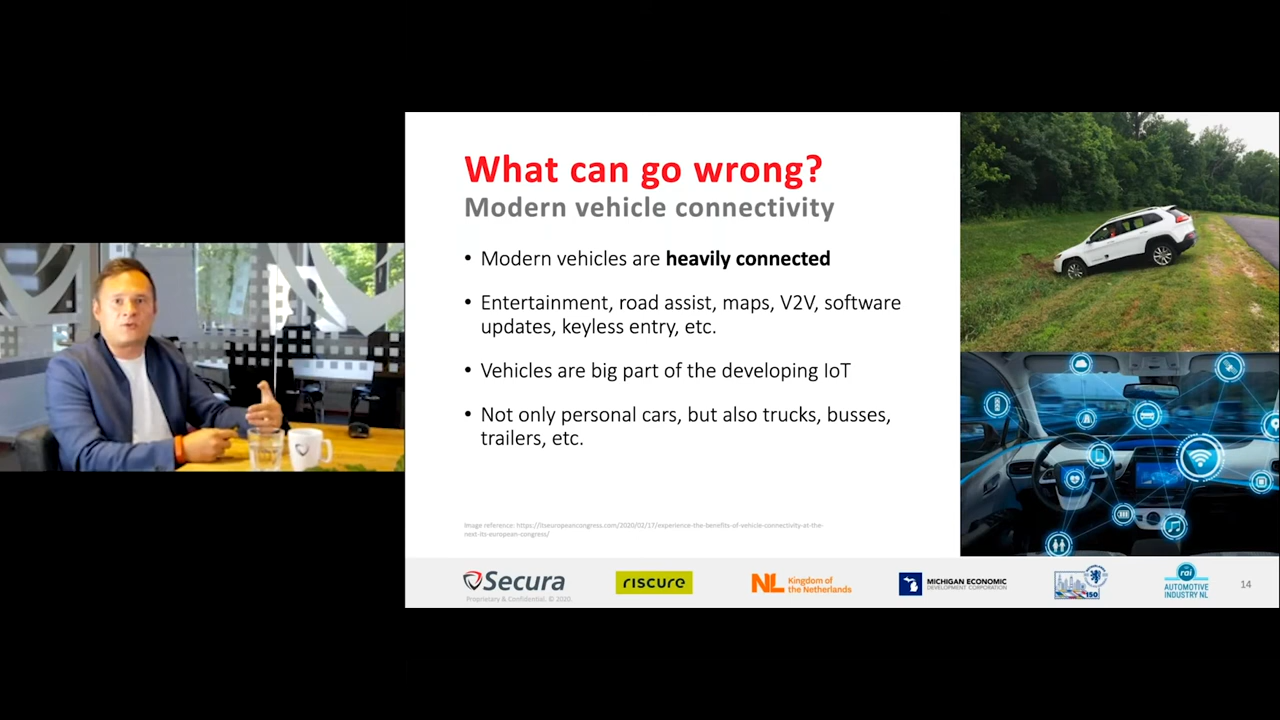 What can go wrong?
Modern vehicle connectivity
• Modern vehicles are heavily connected
• Entertainment, road assist, maps, V2V, software
updates, keyless entry, etc.
• Vehicles are big part of the developing IoT
• Not only personal cars, but also trucks, busses,
trailers, etc.
Image reference: https://itseuropeancongress.com/2020/02/17/experience-the-benefits-of-vehicle-connectivity-at-the-
next-its-european-congress/
Secura
Proprietary & Confidential. © 2020.
riscure
NL Kingdom of
the Netherlands
MICHIGAN ECONOMIC
DEVELOPMENT CORPORATION
ISO
rai
AUTOMOTIVE
INDUSTRY NL
14